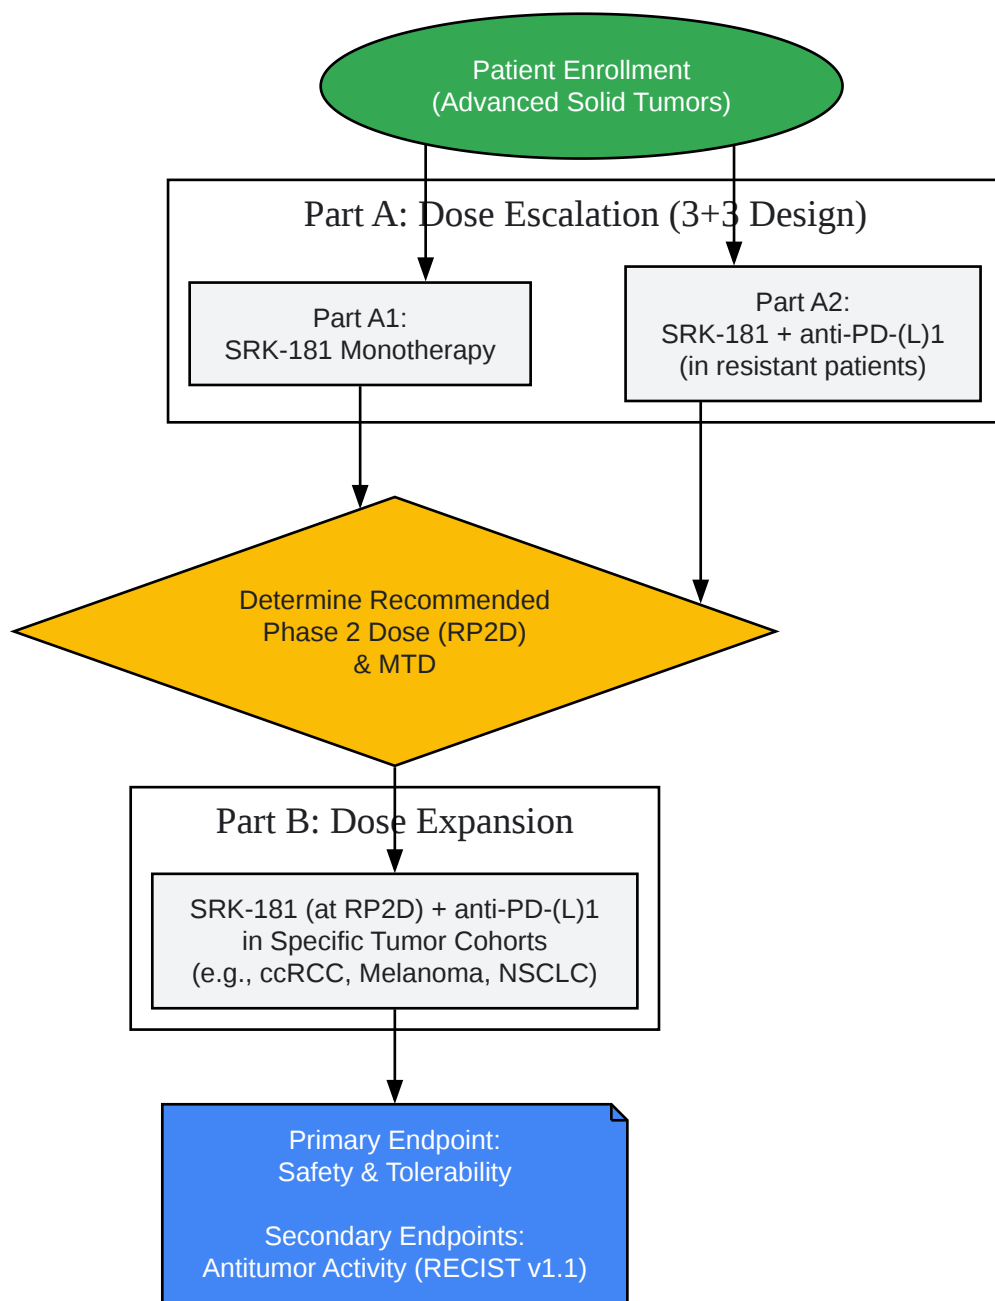 Patient Enrollment
(Advanced Solid Tumors)
Part A: Dose Escalation (3+3 Design)
Part A1:
SRK-181 Monotherapy
Part A2:
SRK-181 + anti-PD-(L)1
(in resistant patients)
Determine Recommended
Phase 2 Dose (RP2D)
& MTD
Part B: Dose Expansion
SRK-181 (at RP2D) + anti-PD-(L)1
in Specific Tumor Cohorts
(e.g., ccRCC, Melanoma, NSCLC)
Primary Endpoint:
Safety & Tolerability
Secondary Endpoints:
Antitumor Activity (RECIST v1.1)